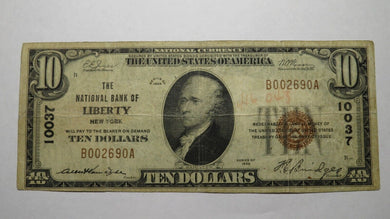 NATIONAL CURRENCY
10
THE UNITED STATES OF AMERICA
10
THE
NATIONAL BANK OF
LIBERTY
NEW YORK
WILL PAY TO THE BEARER ON DEMAND
TEN DOLLARS
B002690A
B002690A
10037
10037
TEN
10
TEN DOLLARS
10